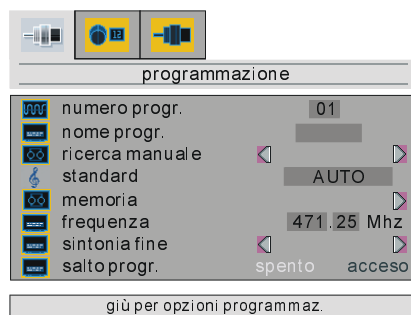 programmazione
numero progr. 01
nome progr.
ricerca manuale
standard AUTO
memoria
frequenza 471.25 Mhz
sintonia fine
salto progr. spento acceso
giù per opzioni programmaz.